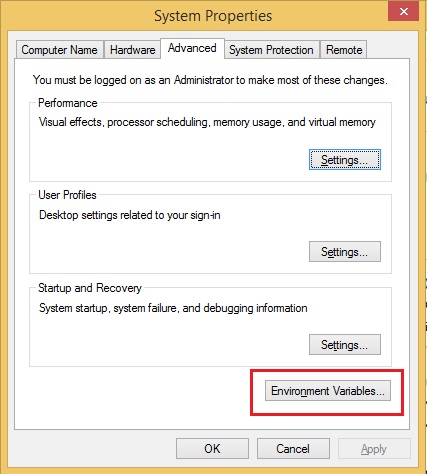 System Properties
Computer Name Hardware Advanced System Protection Remote
You must be logged on as an Administrator to make most of these changes.
Performance
Visual effects, processor scheduling, memory usage, and virtual memory
Settings...
User Profiles
Desktop settings related to your sign-in
Settings...
Startup and Recovery
System startup, system failure, and debugging information
Settings...
Environment Variables...
OK Cancel Apply